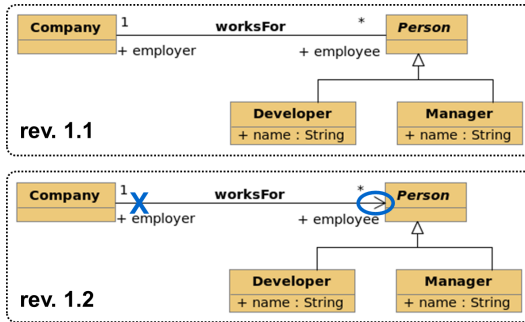 Company 1 worksFor * Person
+ employer + employee
Developer Manager
+ name : String + name : String
rev. 1.1
Company 1 worksFor * Person
X
+ employer + employee
Developer Manager
+ name : String + name : String
rev. 1.2